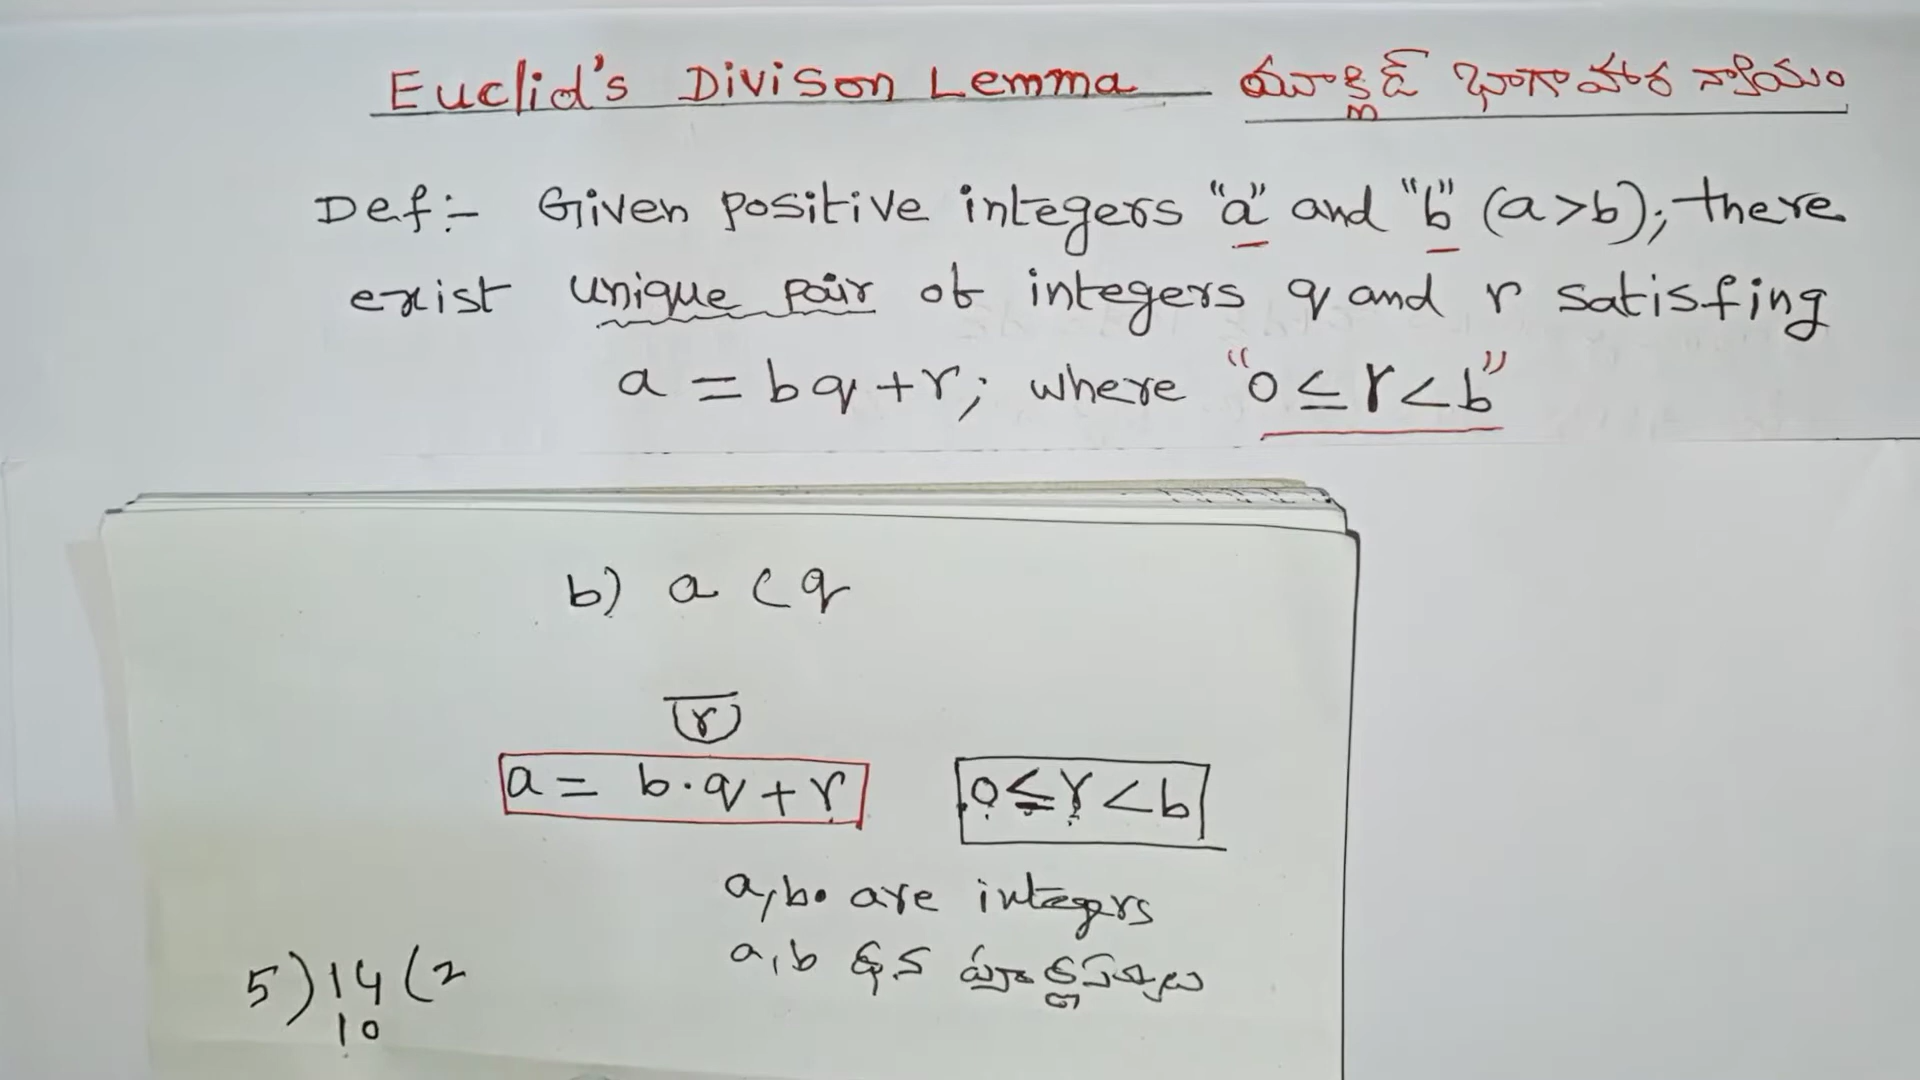 Euclid's Divison Lemma యూక్లిడ్ భాగాహార న్యాయం
Def:- Given positive integers "a" and "b" (a>b); there
exist unique pair of integers q and r satisfing
a = bq+r; where "0≤r<b"
b) a (q
r
a = b·q+r 0≤r<b
a,b. are integers
a,b ధన పూర్ణసంఖ్యలు
5)14(2
10